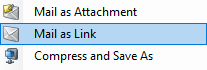 Mail as Attachment
Mail as Link
Compress and Save As